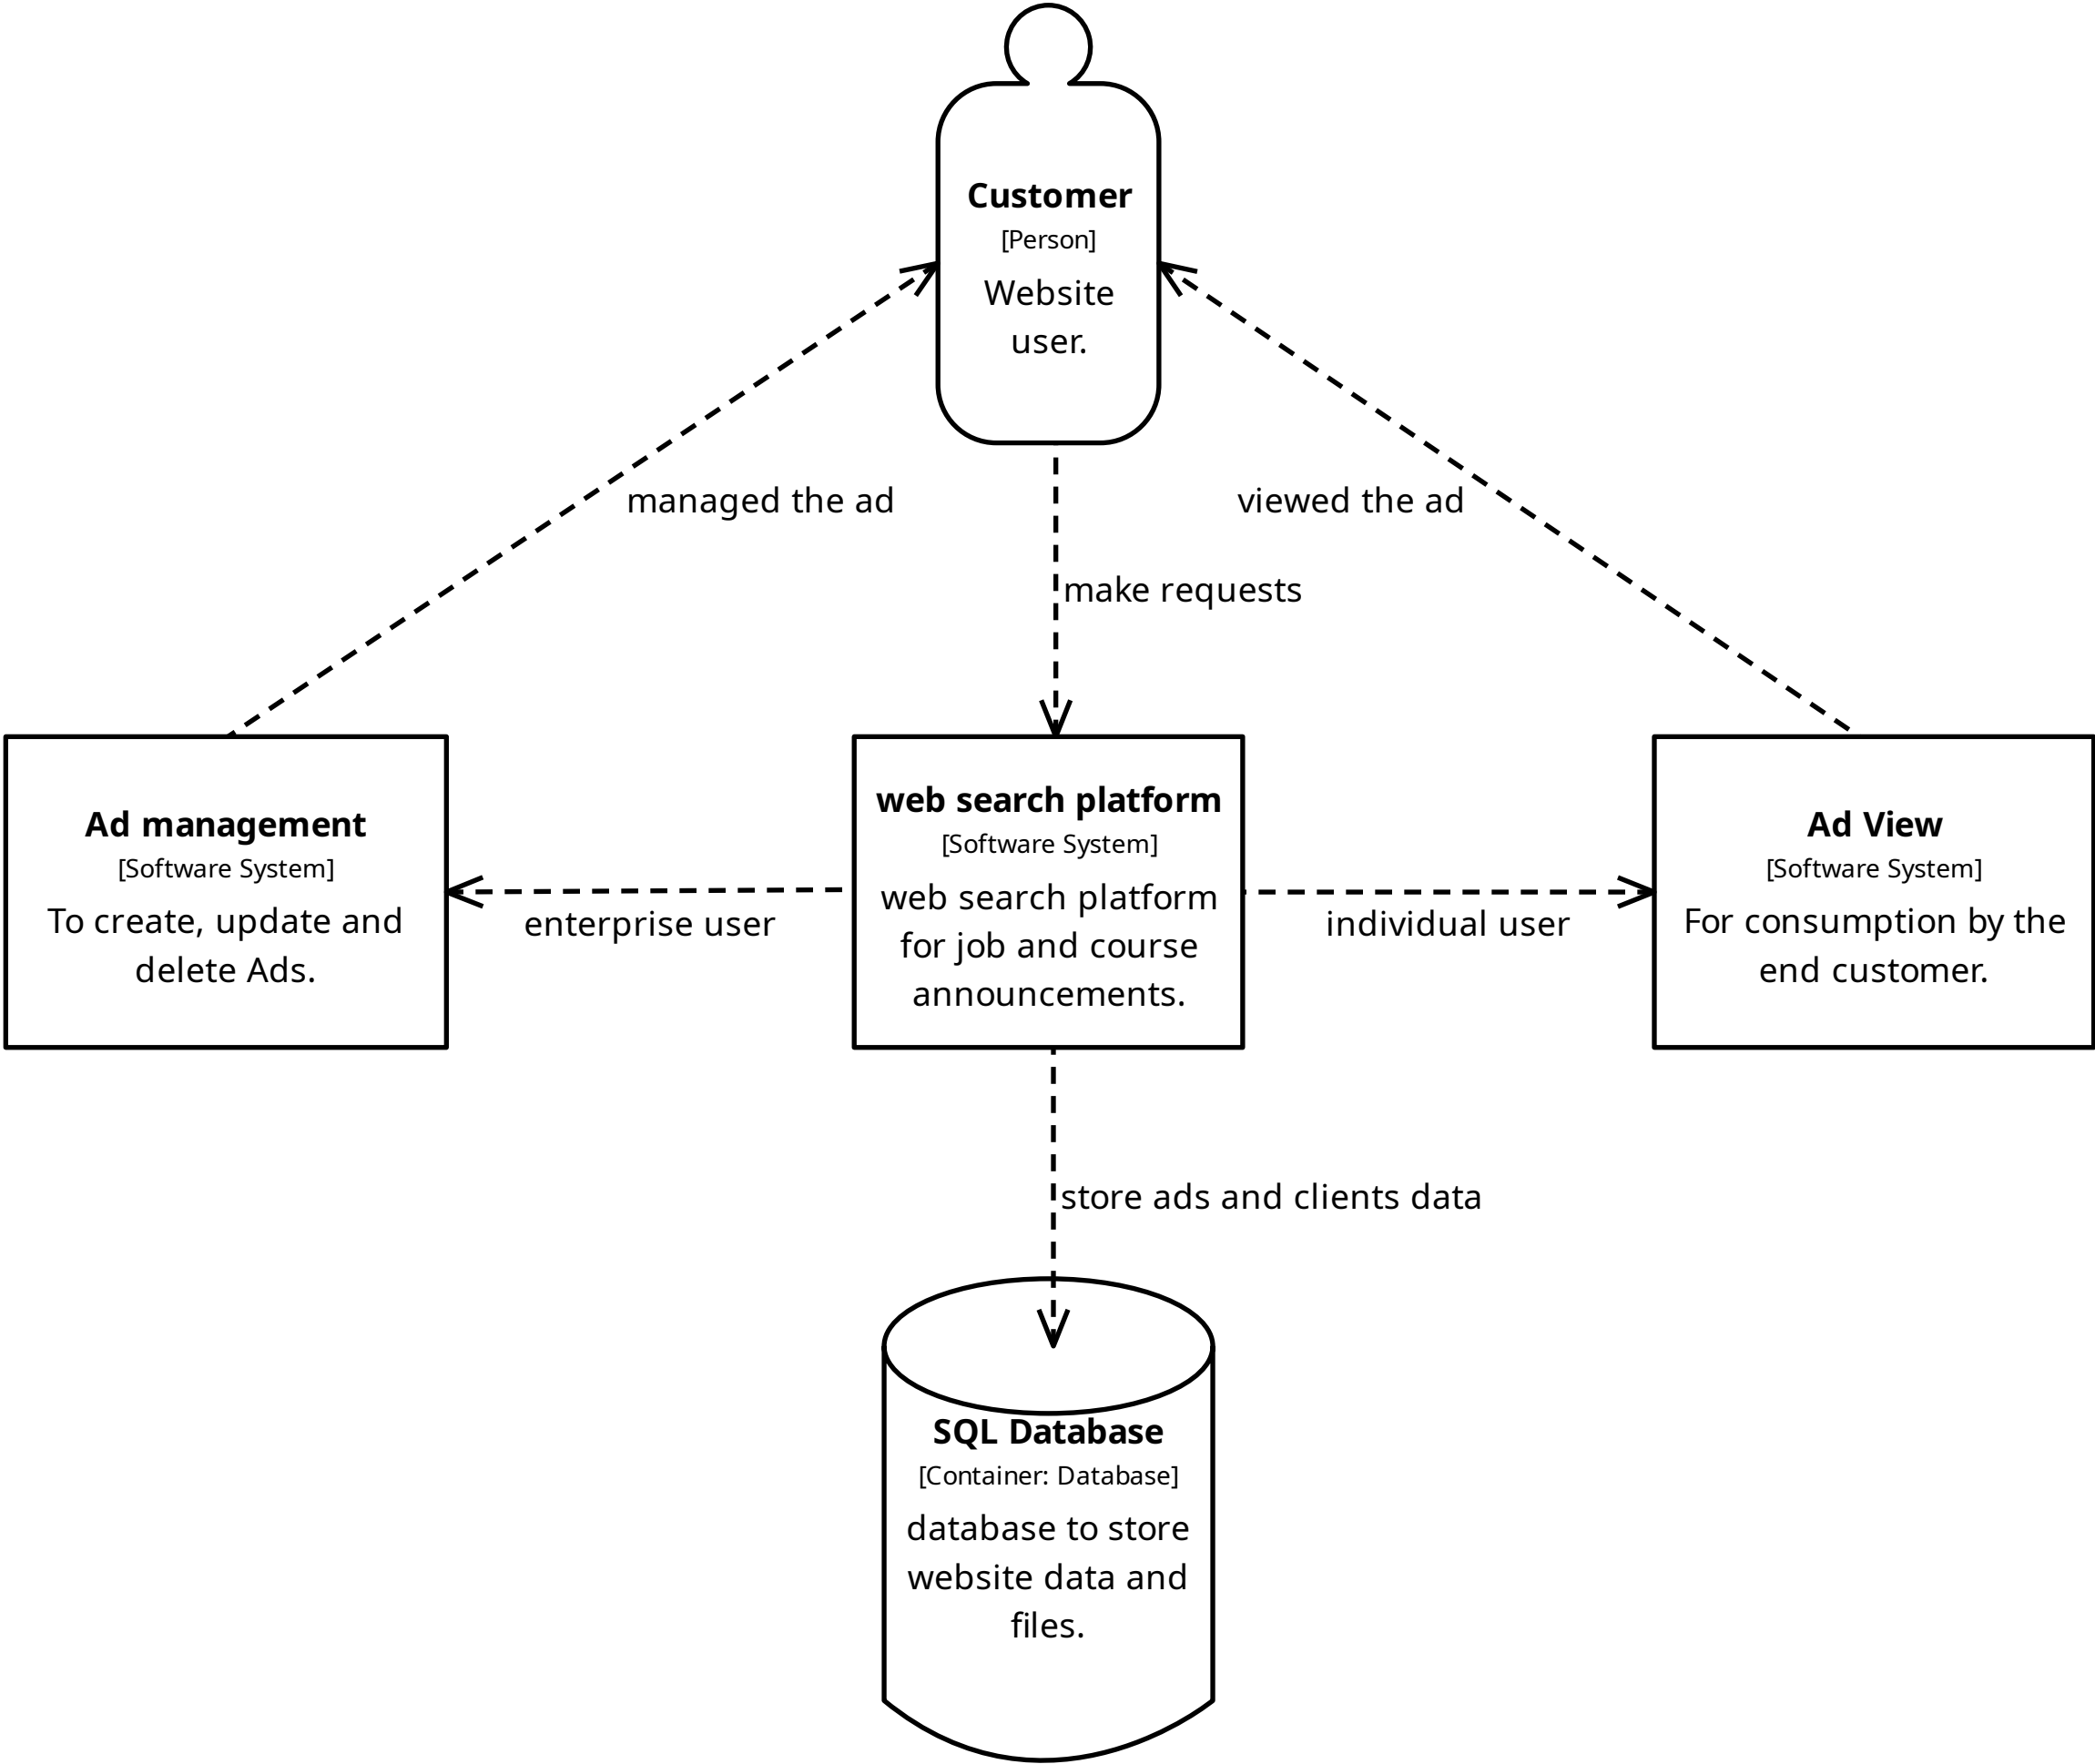 Customer
[Person]
Website
user.
managed the ad
viewed the ad
make requests
Ad management
[Software System]
To create, update and
delete Ads.
enterprise user
web search platform
[Software System]
web search platform
for job and course
announcements.
individual user
Ad View
[Software System]
For consumption by the
end customer.
store ads and clients data
SQL Database
[Container: Database]
database to store
website data and
files.